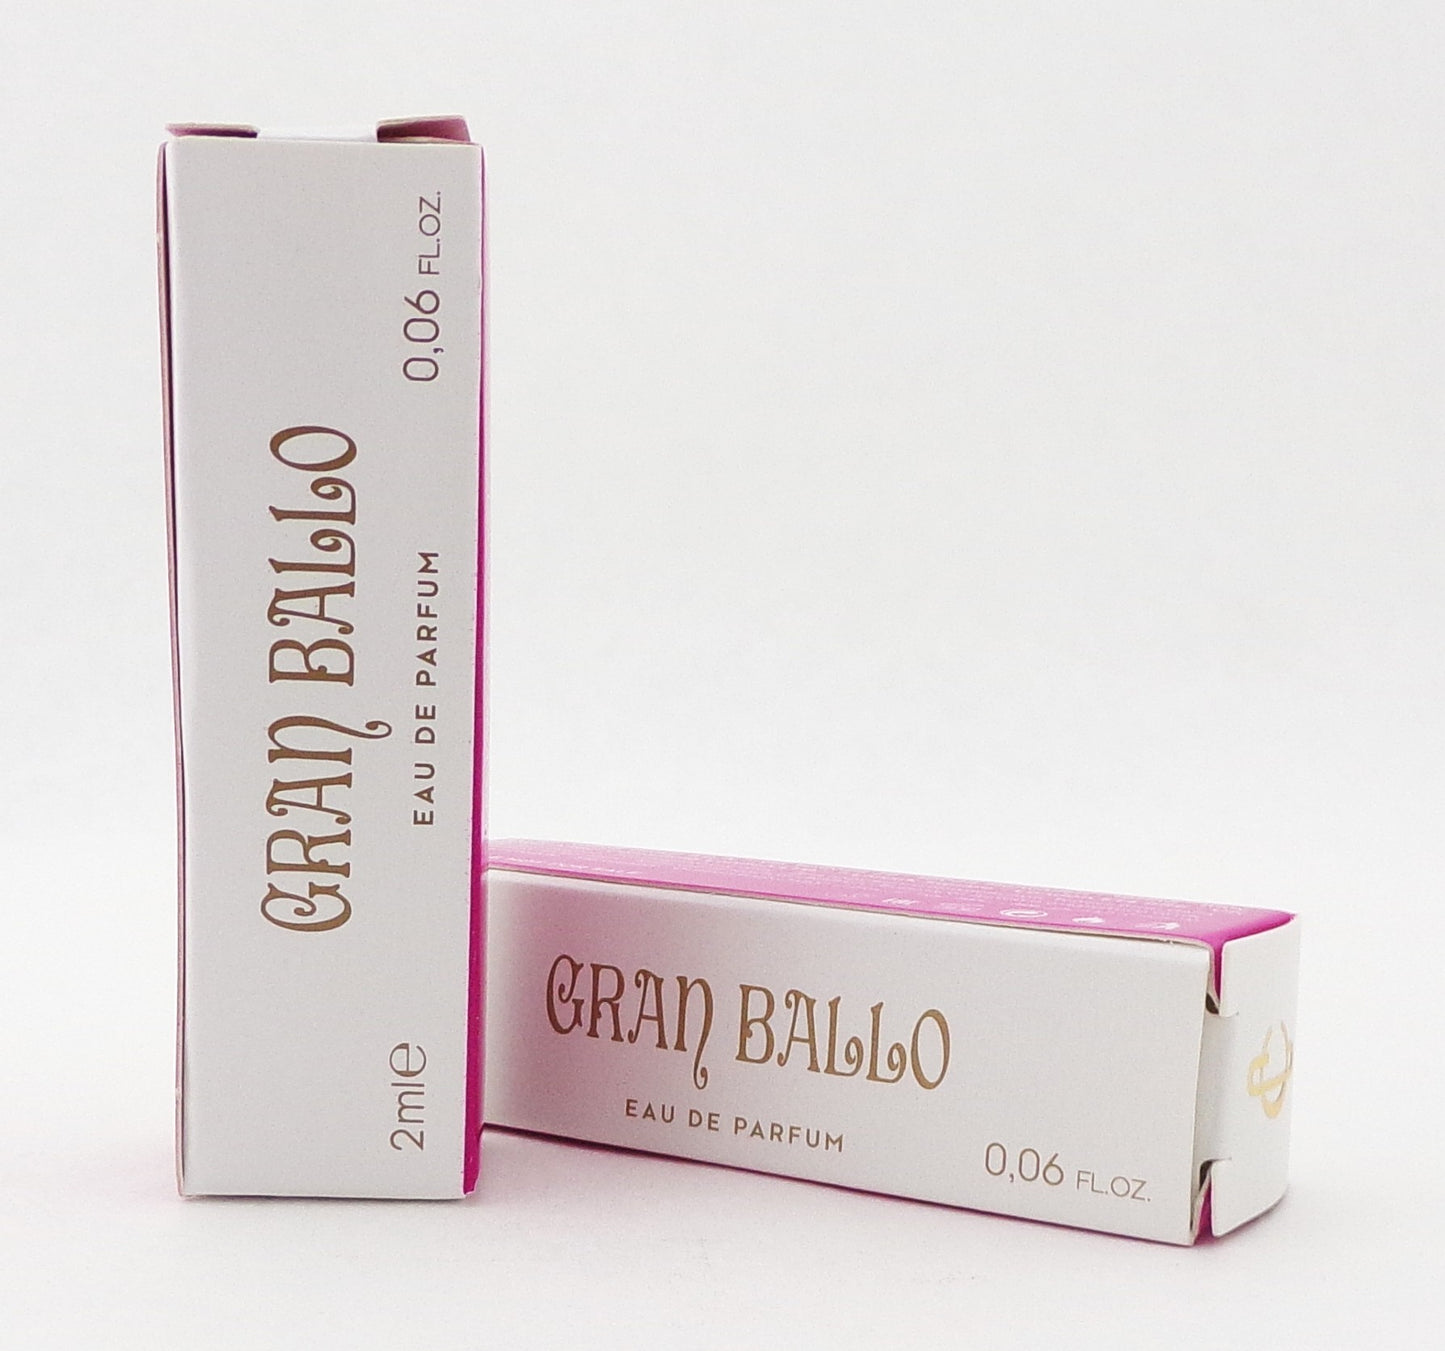 GRAN BALLO
EAU DE PARFUM
2ml℮
0,06 FL.OZ.
GRAN BALLO
EAU DE PARFUM
0,06 FL.OZ.